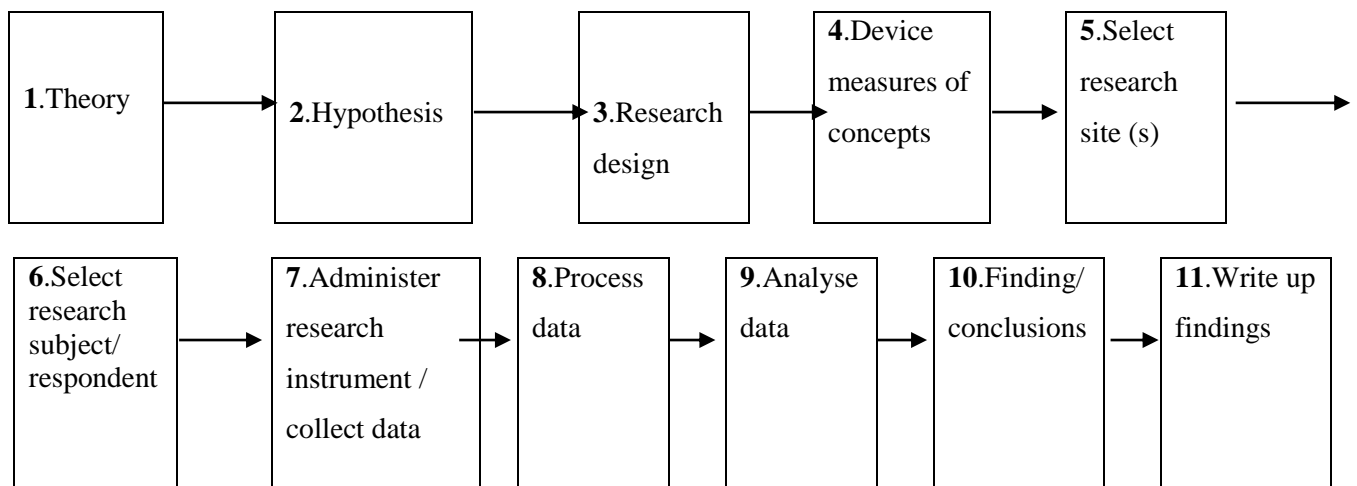 1.Theory
2.Hypothesis
3.Research
design
4.Device
measures of
concepts
5.Select
research
site (s)
6.Select
research
subject/
respondent
7.Administer
research
instrument /
collect data
8.Process
data
9.Analyse
data
10.Finding/
conclusions
11.Write up
findings